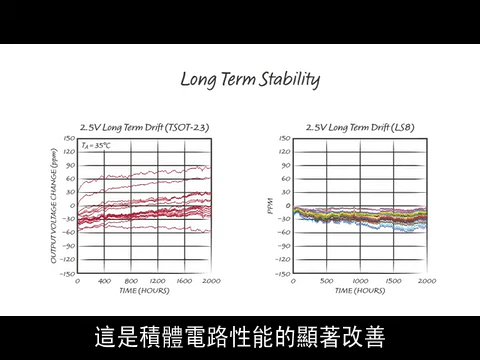 Long Term Stability
2.5V Long Term Drift (TSOT-23)
2.5V Long Term Drift (LS8)
TA = 35°C
OUTPUT VOLTAGE CHANGE (ppm)
150
120
90
60
30
0
-30
-60
-90
-120
-150
0 400 800 1200 1600 2000
TIME (HOURS)
PPM
150
120
90
60
30
0
-30
-60
-90
-120
-150
0 500 1000 1500 2000
TIME (HOURS)
這是積體電路性能的顯著改善